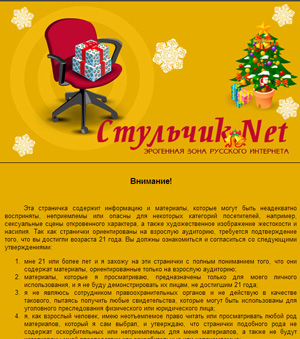 Стульчик.Net
ЭРОГЕННАЯ ЗОНА РУССКОГО ИНТЕРНЕТА
Внимание!
Эта страничка содержит информацию и материалы, которые могут быть неадекватно
восприняты, неприемлемы или опасны для некоторых категорий посетителей, например,
сексуальные сцены откровенного характера, а также художественное изображение жестокости и
насилия. Так как странички ориентированы на взрослую аудиторию, требуется подтверждение
того, что вы достигли возраста 21 года. Вы должны ознакомиться и согласиться со следующими
утверждениями:
1. мне 21 или более лет и я захожу на эти странички с полным пониманием того, что они
содержат материалы, ориентированные только на взрослую аудиторию;
2. материалы, которые я просматриваю, предназначены только для моего личного
использования, и я не буду демонстрировать их лицам, не достигшим 21 года;
3. я не являюсь сотрудником правоохранительных органов и не действую в качестве
такового, пытаясь получить любые свидетельства, которые могут быть использованы для
уголовного преследования физического или юридического лица;
4. я, как взрослый человек, имею неотъемлемое право читать или просматривать любой род
материалов, который я сам выбрал, и утверждаю, что странички подобного рода не
содержат оскорбительных или неприемлемых для меня материалов, а также не будут